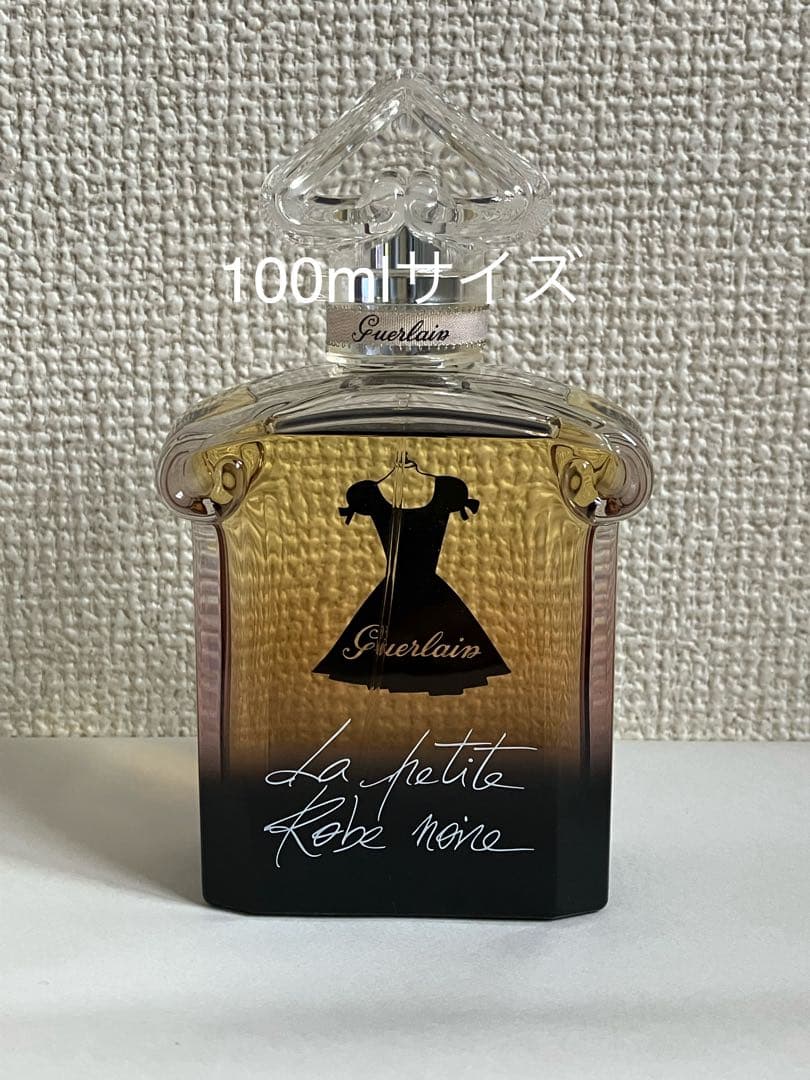 100mlサイズ
Guerlain
Guerlain
La petite
Robe noire